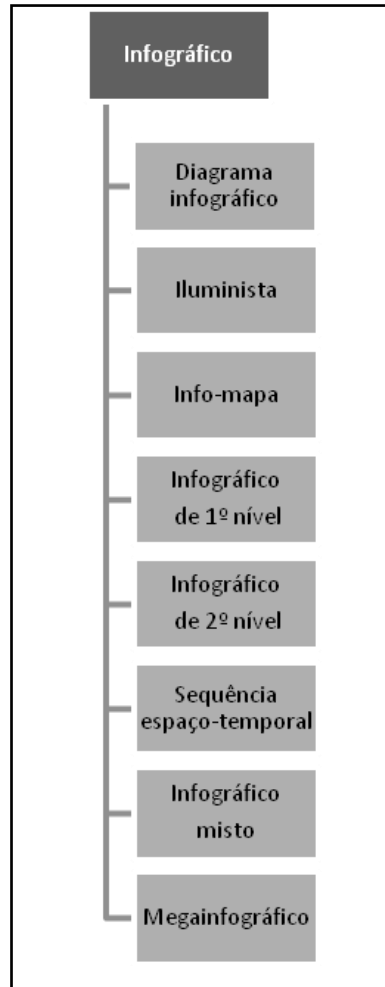 Infográfico
Diagrama
infográfico
Iluminista
Info-mapa
Infográfico
de 1º nível
Infográfico
de 2º nível
Sequência
espaço-temporal
Infográfico
misto
Megainfográfico